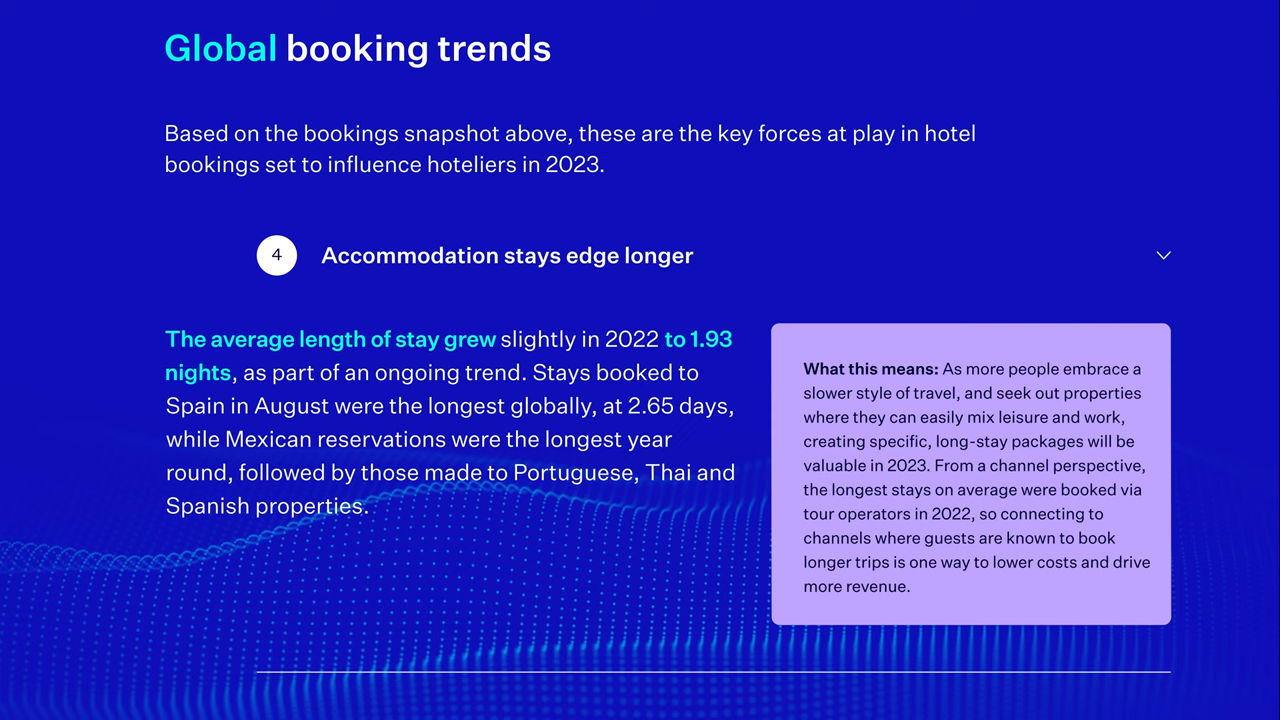 Global booking trends
Based on the bookings snapshot above, these are the key forces at play in hotel
bookings set to influence hoteliers in 2023.
4 Accommodation stays edge longer
The average length of stay grew slightly in 2022 to 1.93
nights, as part of an ongoing trend. Stays booked to
Spain in August were the longest globally, at 2.65 days,
while Mexican reservations were the longest year
round, followed by those made to Portuguese, Thai and
Spanish properties.
What this means: As more people embrace a
slower style of travel, and seek out properties
where they can easily mix leisure and work,
creating specific, long-stay packages will be
valuable in 2023. From a channel perspective,
the longest stays on average were booked via
tour operators in 2022, so connecting to
channels where guests are known to book
longer trips is one way to lower costs and drive
more revenue.